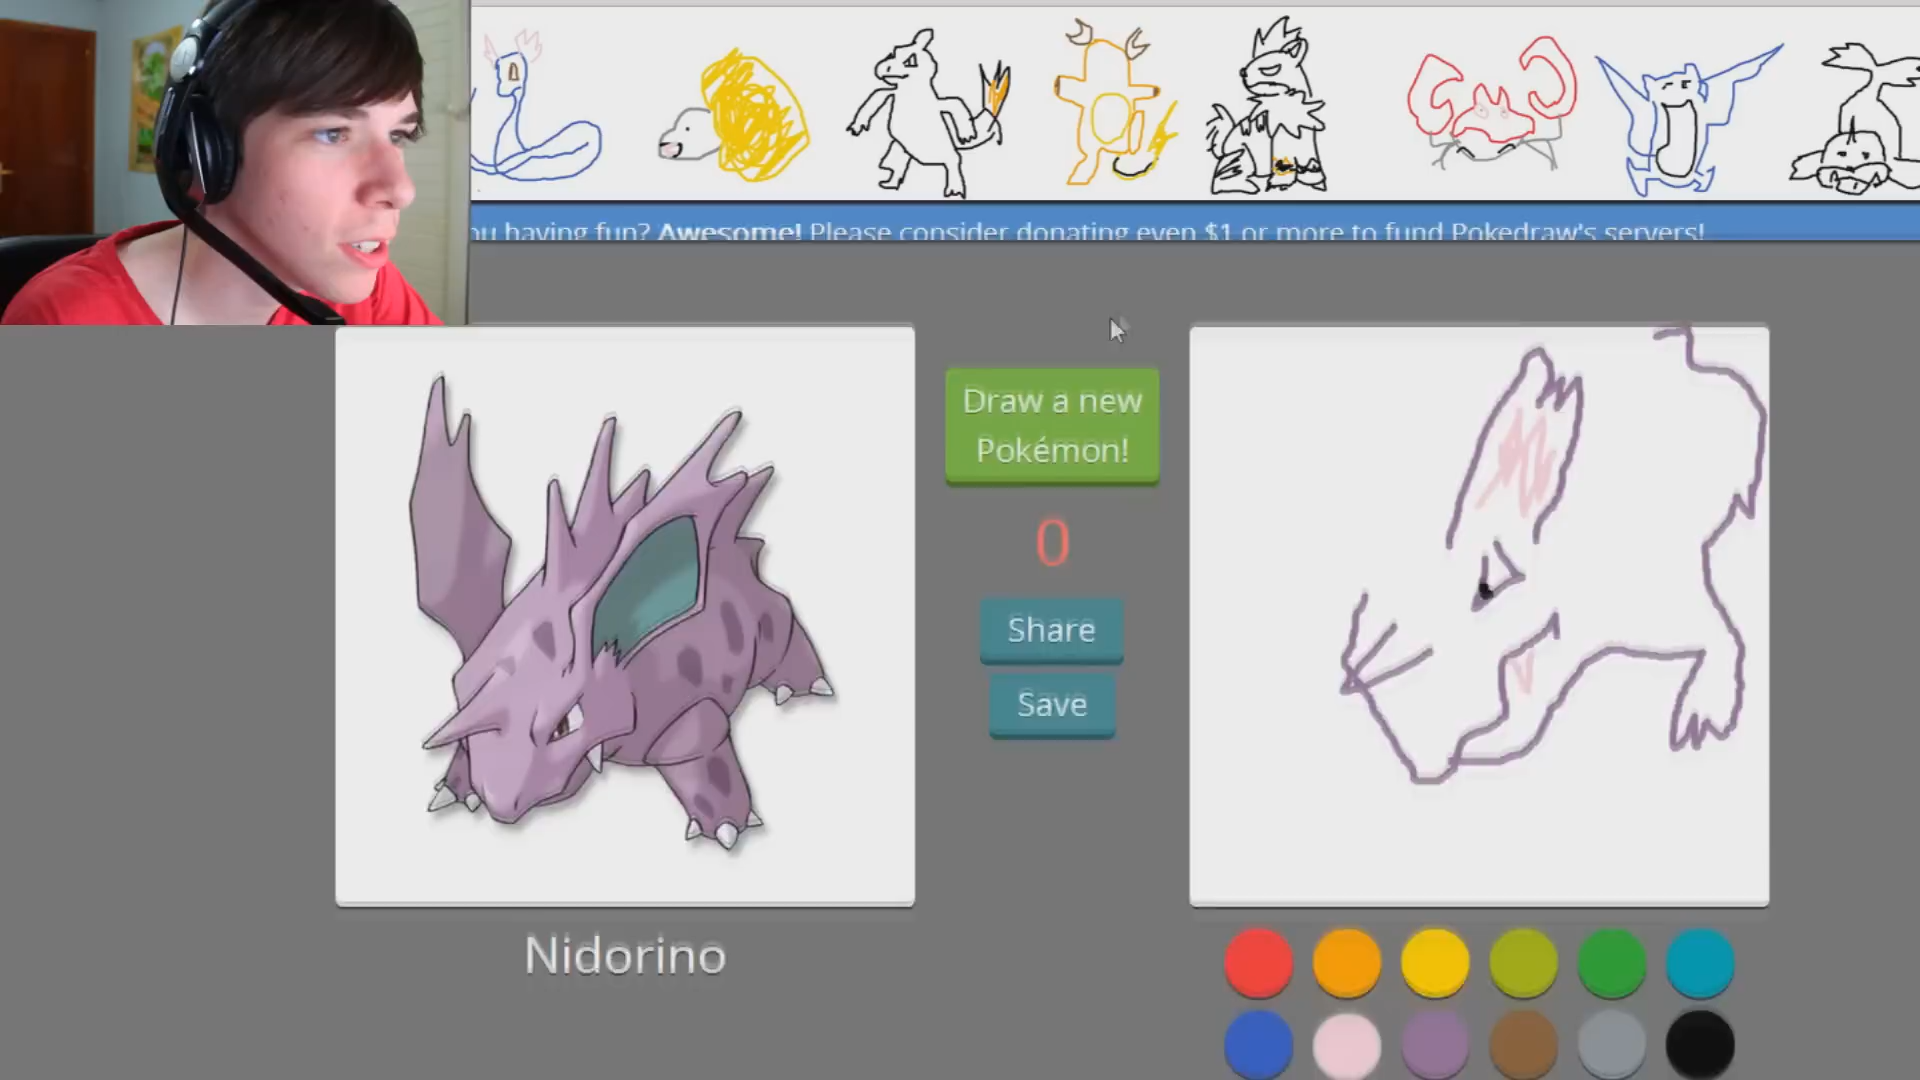 having fun? Awesome! Please consider donating even $1 or more to fund Pokedraw's servers!
Draw a new
Pokémon!
0
Share
Save
Nidorino